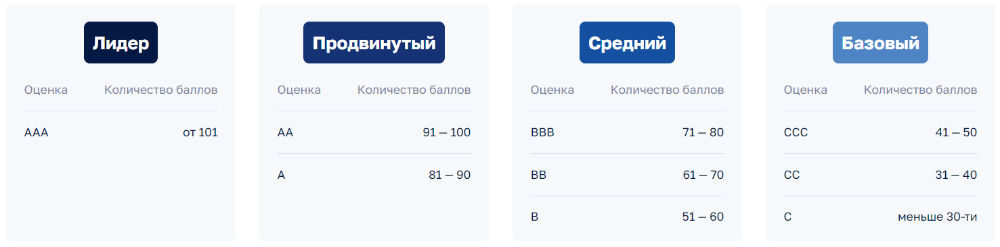 Лидер
Оценка Количество баллов
AAA от 101
Продвинутый
Оценка Количество баллов
AA 91 — 100
A 81 — 90
Средний
Оценка Количество баллов
BBB 71 — 80
BB 61 — 70
B 51 — 60
Базовый
Оценка Количество баллов
CCC 41 — 50
CC 31 — 40
C меньше 30-ти